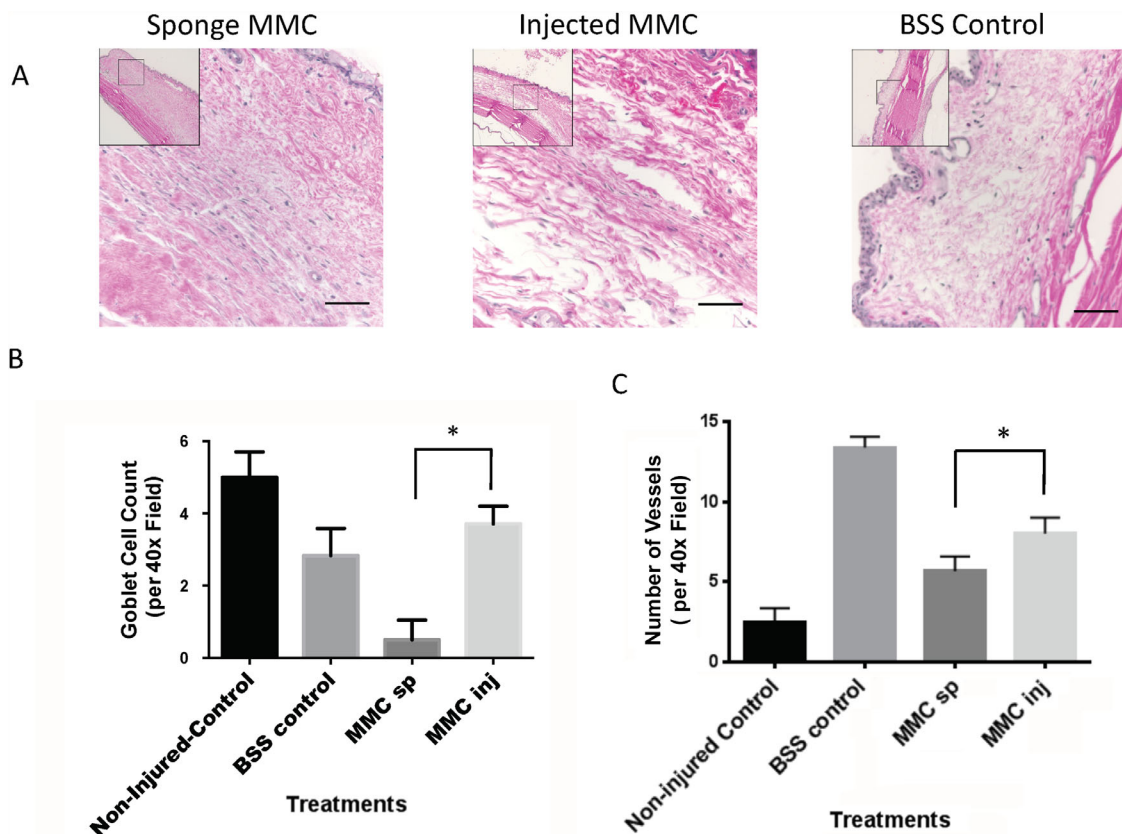 Sponge MMC
Injected MMC
BSS Control
A
B
Goblet Cell Count
(per 40x Field)
6
4
2
0
*
Non-Injured-Control
BSS control
MMC sp
MMC inj
Treatments
C
Number of Vessels
( per 40x Field)
15
10
5
0
*
Non-injured Control
BSS control
MMC sp
MMC inj
Treatments